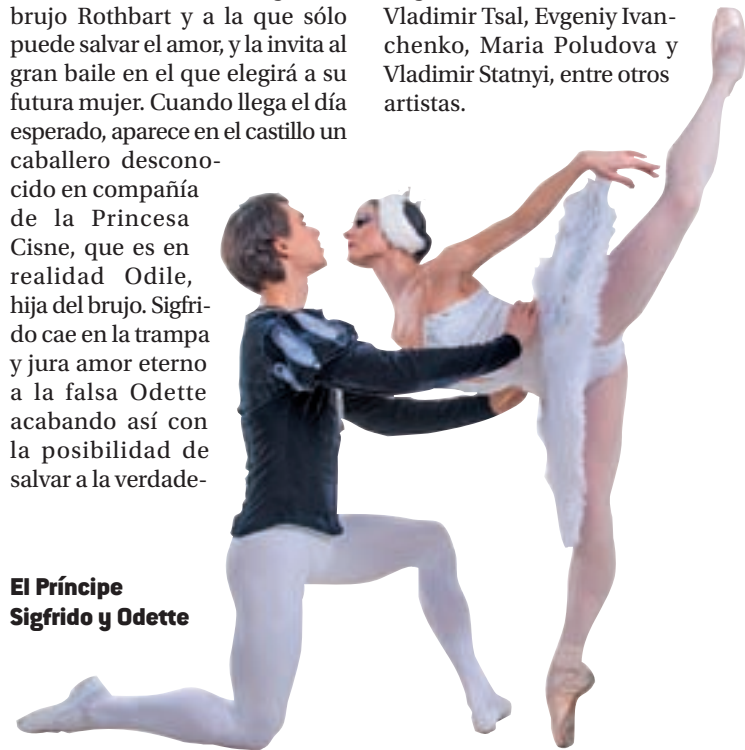 brujo Rothbart y a la que sólo
puede salvar el amor, y la invita al
gran baile en el que elegirá a su
futura mujer. Cuando llega el día
esperado, aparece en el castillo un
caballero descono-
cido en compañía
de la Princesa
Cisne, que es en
realidad Odile,
hija del brujo. Sigfri-
do cae en la trampa
y jura amor eterno
a la falsa Odette
acabando así con
la posibilidad de
salvar a la verdade-
El Príncipe
Sigfrido y Odette
Vladimir Tsal, Evgeniy Ivan-
chenko, Maria Poludova y
Vladimir Statnyi, entre otros
artistas.